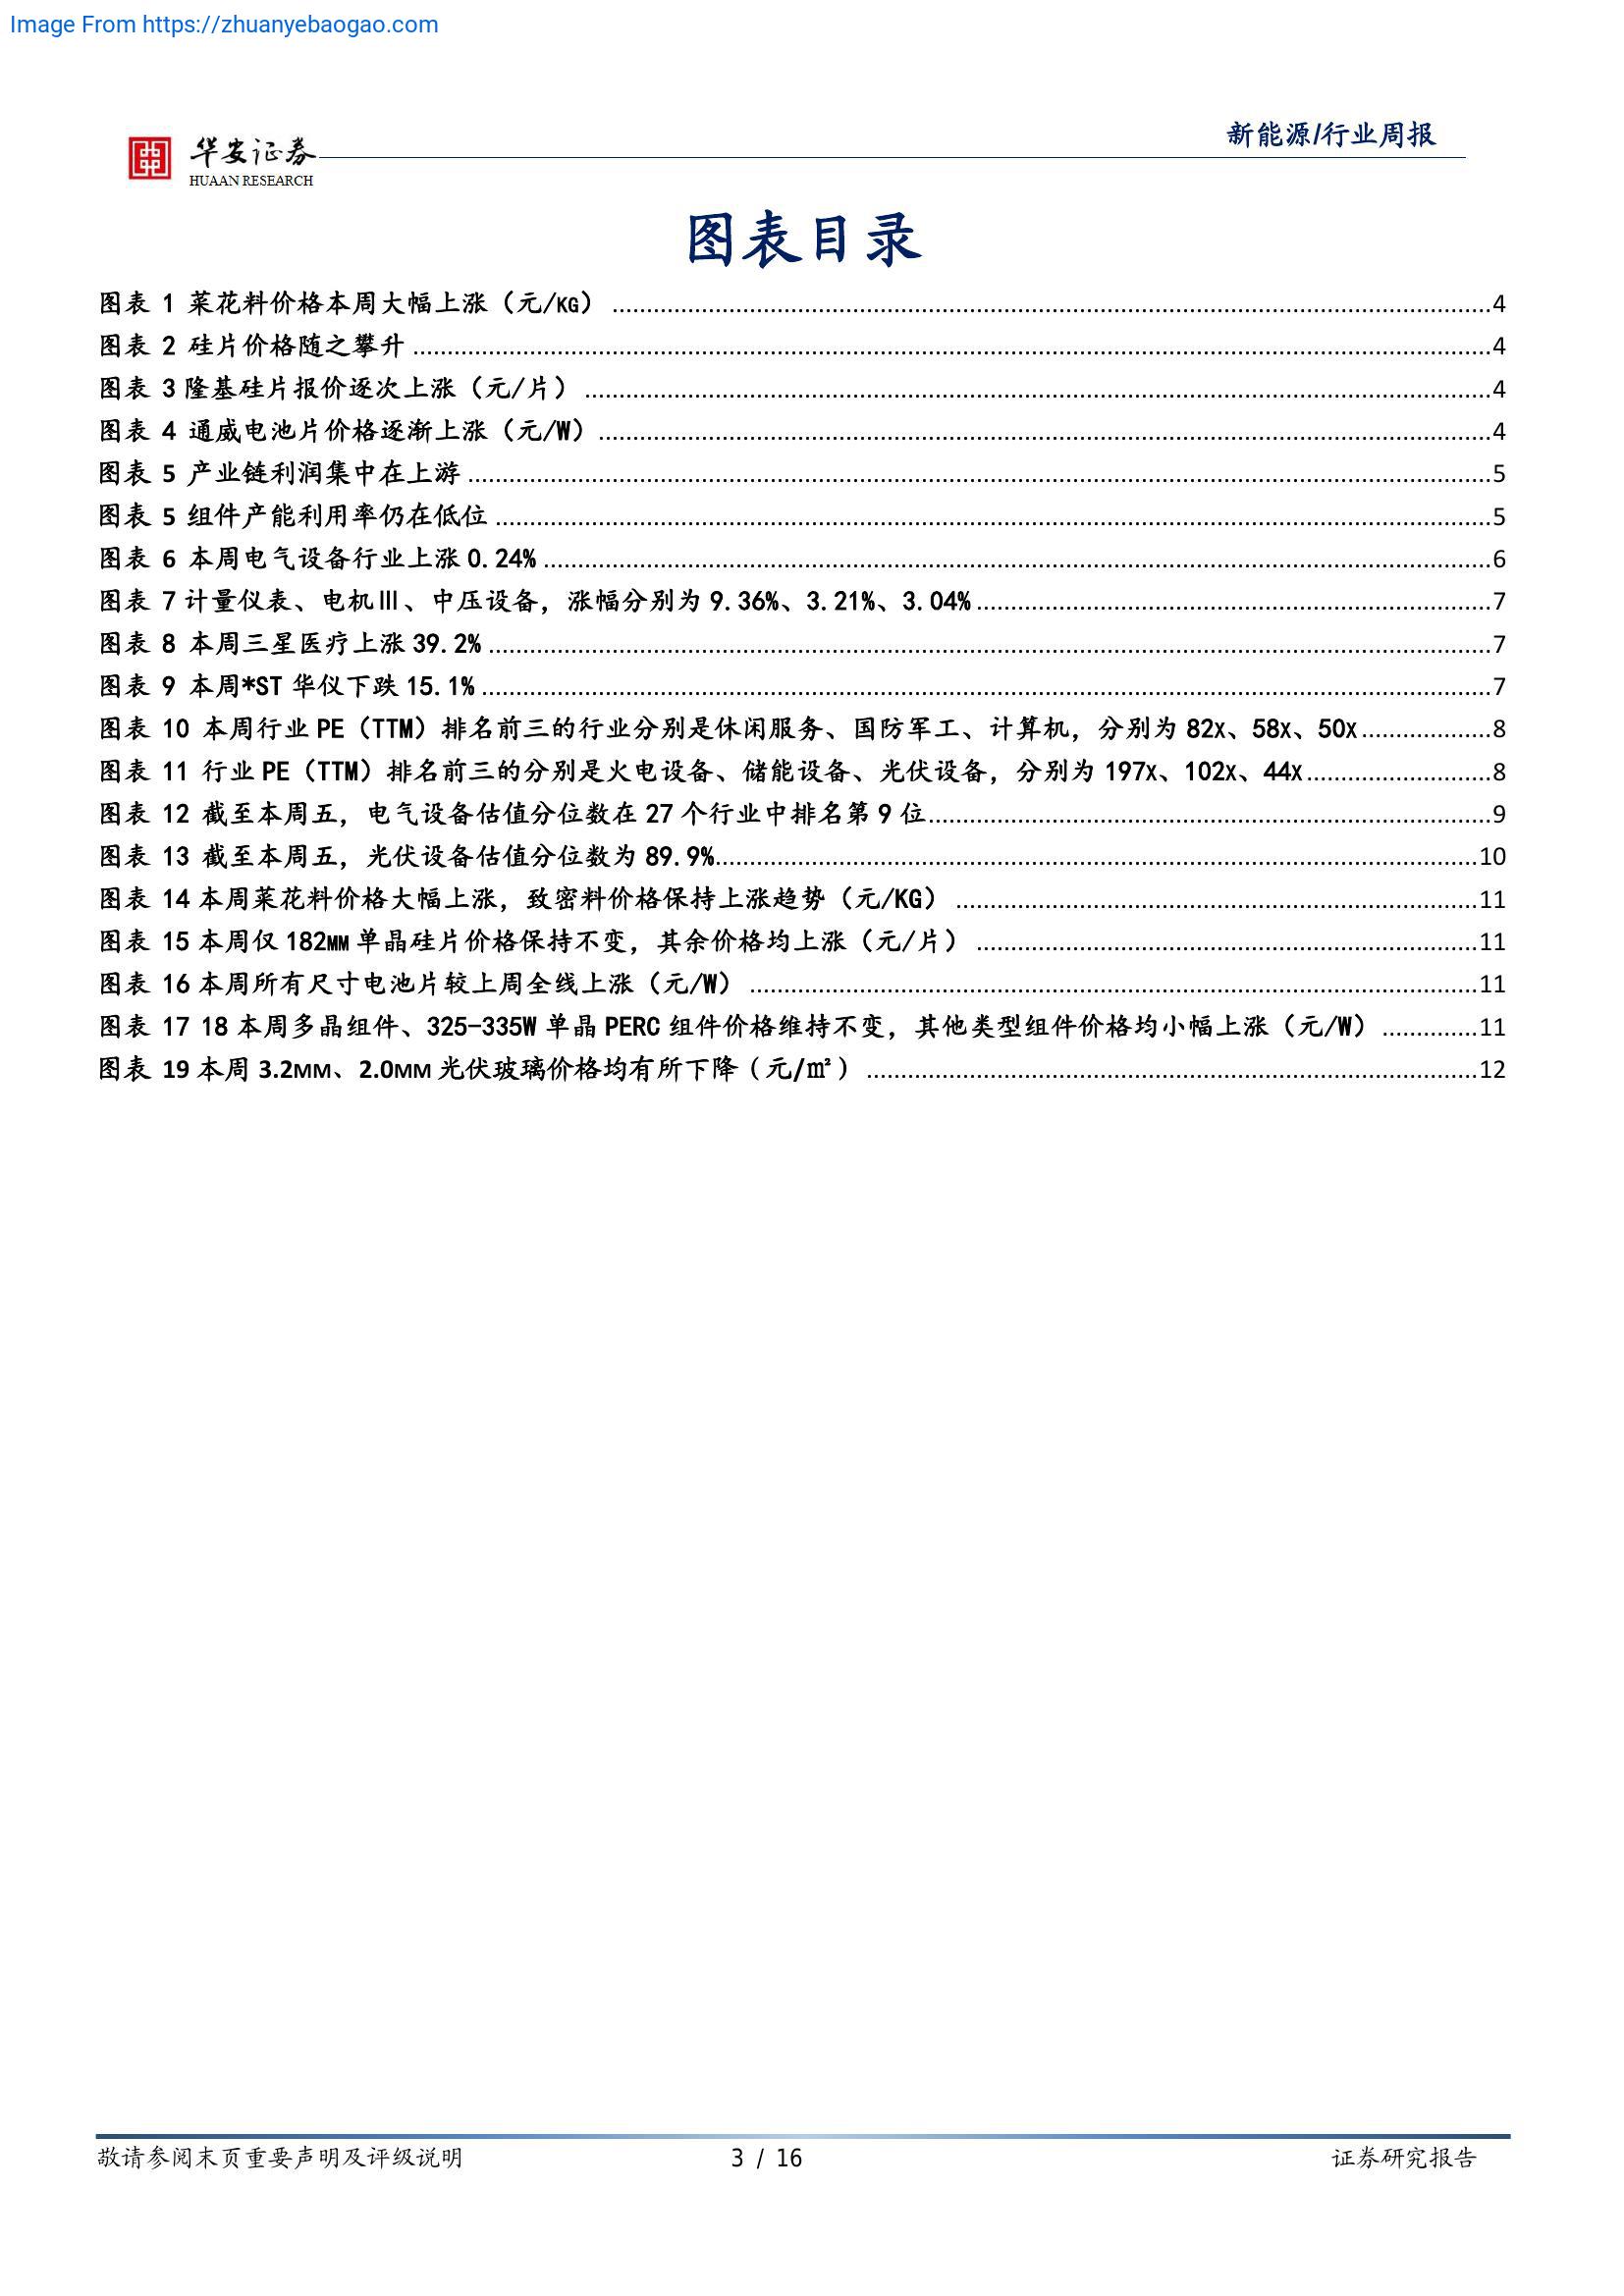 Image From https://zhuanyebaogao.com
华安证券
HUAAN RESEARCH
新能源/行业周报
图表目录
图表 1 菜花料价格本周大幅上涨（元/KG）4
图表 2 硅片价格随之攀升4
图表 3 隆基硅片报价逐次上涨（元/片）4
图表 4 通威电池片价格逐渐上涨（元/W）4
图表 5 产业链利润集中在上游5
图表 5 组件产能利用率仍在低位5
图表 6 本周电气设备行业上涨 0.24%6
图表 7 计量仪表、电机Ⅲ、中压设备，涨幅分别为 9.36%、3.21%、3.04%7
图表 8 本周三星医疗上涨 39.2%7
图表 9 本周*ST 华仪下跌 15.1%7
图表 10 本周行业 PE（TTM）排名前三的行业分别是休闲服务、国防军工、计算机，分别为 82X、58X、50X8
图表 11 行业 PE（TTM）排名前三的分别是火电设备、储能设备、光伏设备，分别为 197X、102X、44X8
图表 12 截至本周五，电气设备估值分位数在 27 个行业中排名第 9 位9
图表 13 截至本周五，光伏设备估值分位数为 89.9%10
图表 14 本周菜花料价格大幅上涨，致密料价格保持上涨趋势（元/KG）11
图表 15 本周仅 182MM 单晶硅片价格保持不变，其余价格均上涨（元/片）11
图表 16 本周所有尺寸电池片较上周全线上涨（元/W）11
图表 17 18 本周多晶组件、325-335W 单晶 PERC 组件价格维持不变，其他类型组件价格均小幅上涨（元/W）11
图表 19 本周 3.2MM、2.0MM 光伏玻璃价格均有所下降（元/㎡）12
敬请参阅末页重要声明及评级说明
3 / 16
证券研究报告